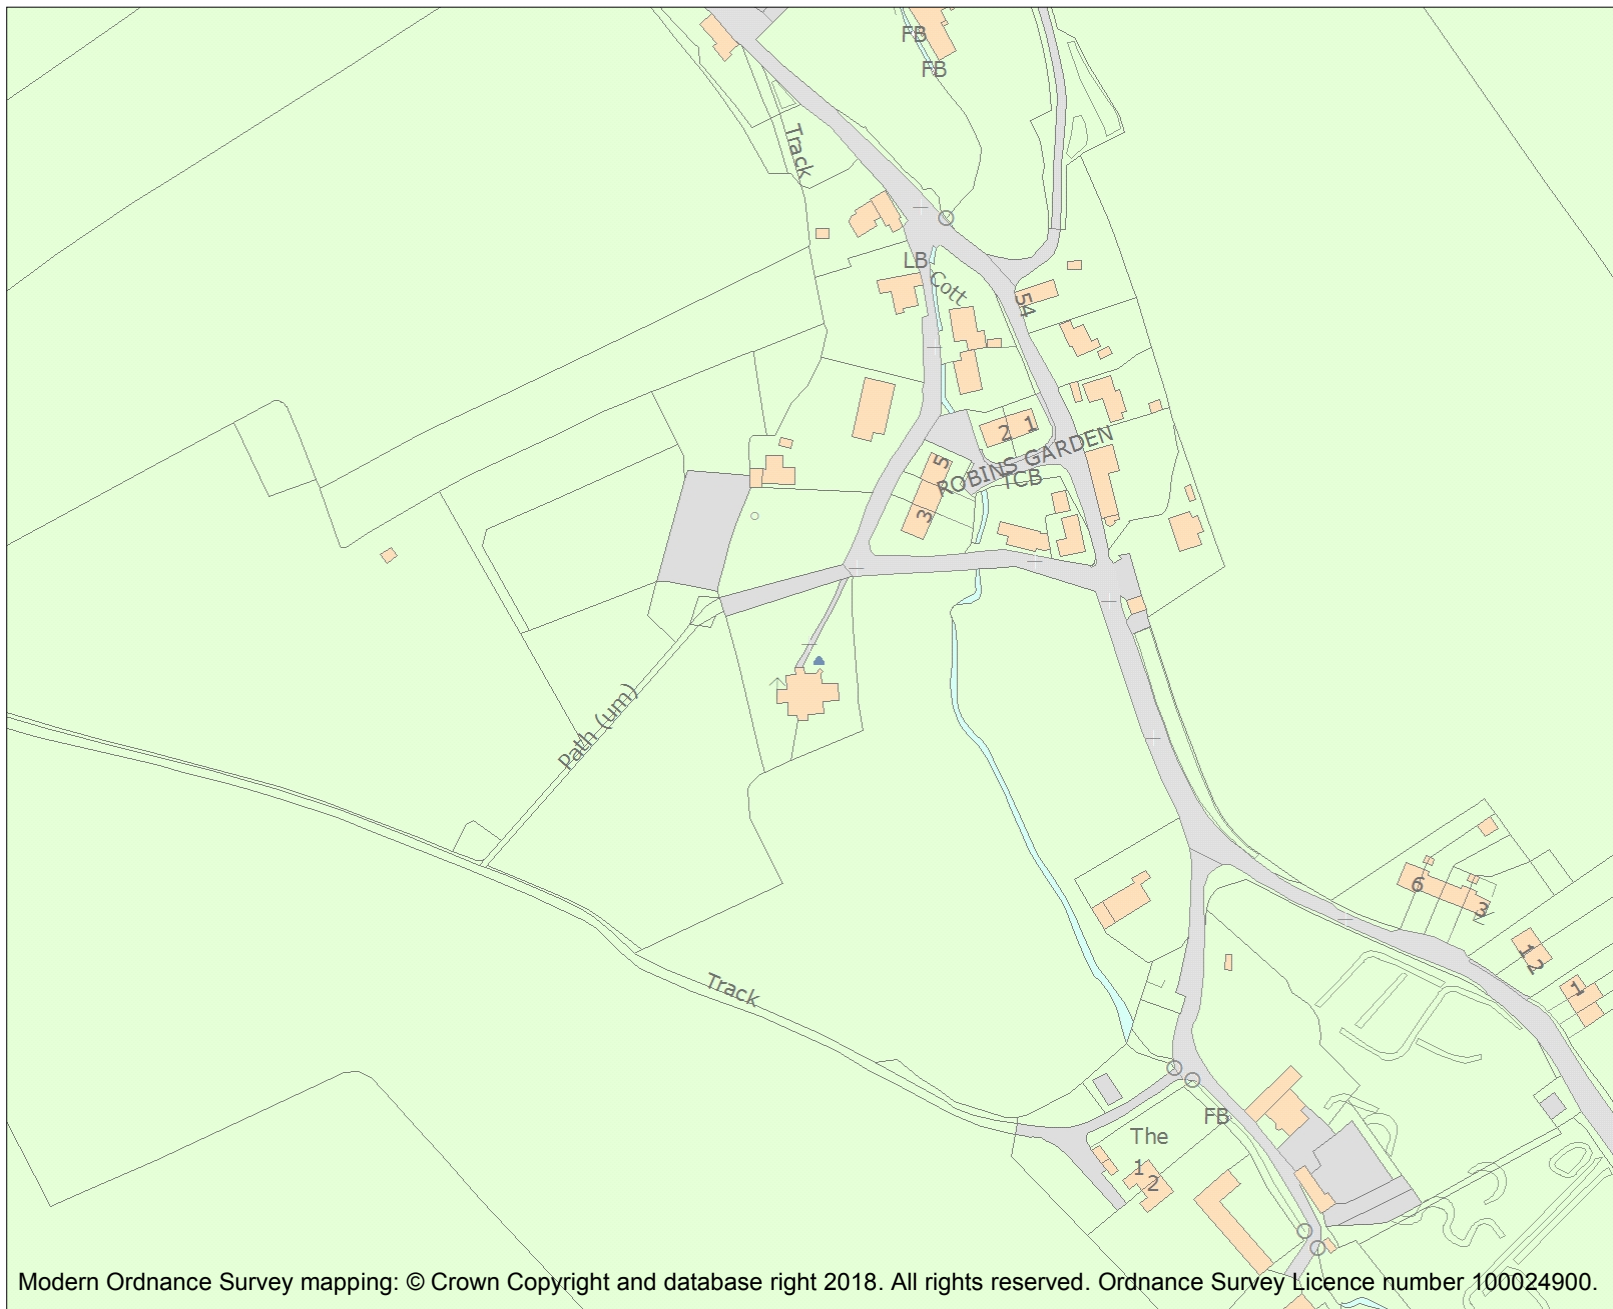 FB
FB
Track
LB
Cott
54
2 1
ROBINS GARDEN
5
TCB
3
Path (um)
6
3
1
2
1
Track
FB
The
1
2
Modern Ordnance Survey mapping: © Crown Copyright and database right 2018. All rights reserved. Ordnance Survey Licence number 100024900.